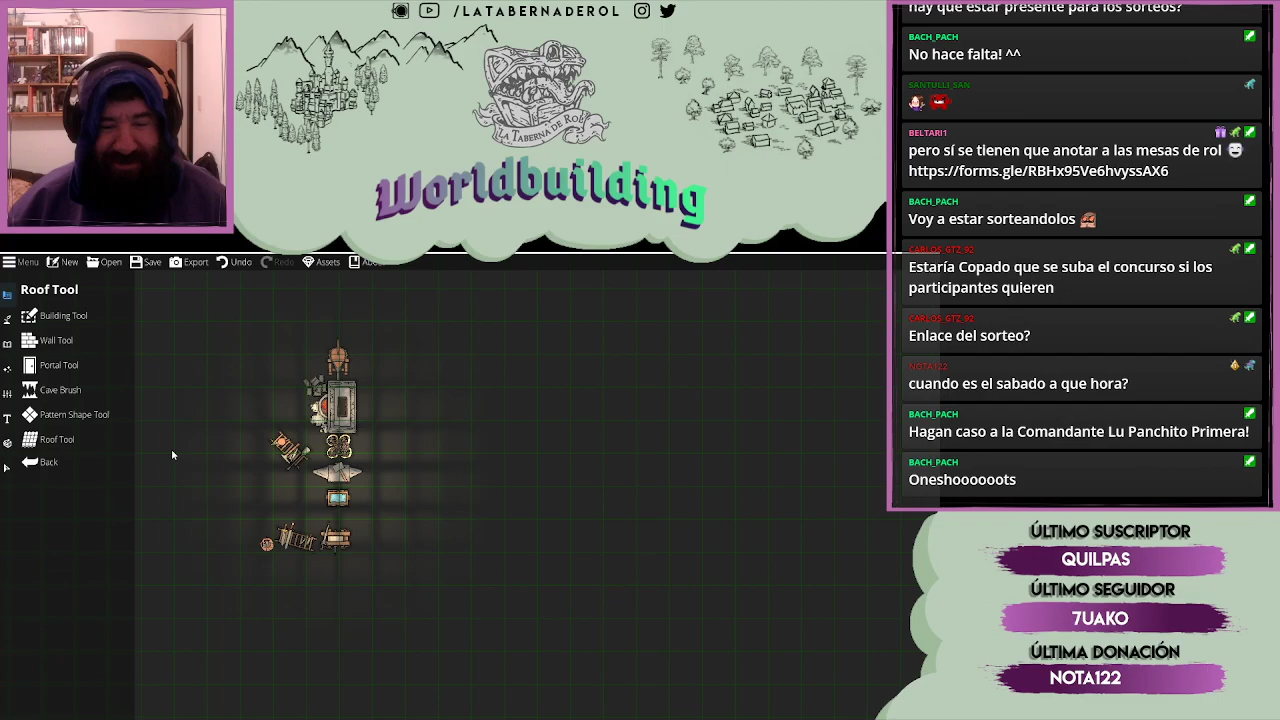 /LATABERNADEROL
LA TABERNA DE ROL
Worldbuilding
Menu New Open Save Export Undo Redo Assets
Roof Tool
Building Tool
Wall Tool
Portal Tool
Cave Brush
Pattern Shape Tool
Roof Tool
Back
hay que estar presente para los sorteos?
BACH_PACH
No hace falta! ^^
SANTULLI_SAN
BELTARI1
pero sí se tienen que anotar a las mesas de rol
https://forms.gle/RBHx95Ve6hvyssAX6
BACH_PACH
Voy a estar sorteandolos
CARLOS_GTZ_92
Estaría Copado que se suba el concurso si los
participantes quieren
CARLOS_GTZ_92
Enlace del sorteo?
NOTA122
cuando es el sabado a que hora?
BACH_PACH
Hagan caso a la Comandante Lu Panchito Primera!
BACH_PACH
Oneshoooooots
ÚLTIMO SUSCRIPTOR
QUILPAS
ÚLTIMO SEGUIDOR
7UAKO
ÚLTIMA DONACIÓN
NOTA122